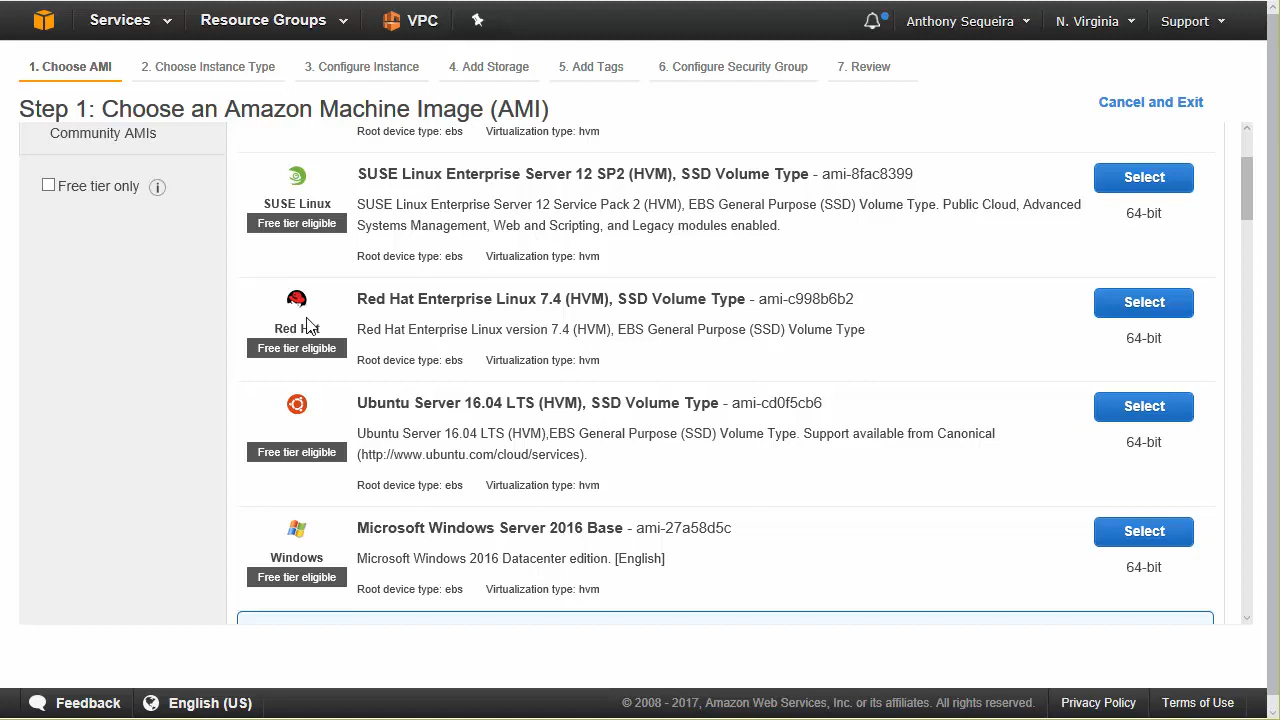 Services Resource Groups VPC Anthony Sequeira N. Virginia Support
1. Choose AMI 2. Choose Instance Type 3. Configure Instance 4. Add Storage 5. Add Tags 6. Configure Security Group 7. Review
Step 1: Choose an Amazon Machine Image (AMI)
Cancel and Exit
Community AMIs
Free tier only
Root device type: ebs Virtualization type: hvm
SUSE Linux
Free tier eligible
SUSE Linux Enterprise Server 12 SP2 (HVM), SSD Volume Type - ami-8fac8399
SUSE Linux Enterprise Server 12 Service Pack 2 (HVM), EBS General Purpose (SSD) Volume Type. Public Cloud, Advanced
Systems Management, Web and Scripting, and Legacy modules enabled.
Root device type: ebs Virtualization type: hvm
Select
64-bit
Red Hat
Free tier eligible
Red Hat Enterprise Linux 7.4 (HVM), SSD Volume Type - ami-c998b6b2
Red Hat Enterprise Linux version 7.4 (HVM), EBS General Purpose (SSD) Volume Type
Root device type: ebs Virtualization type: hvm
Select
64-bit
Free tier eligible
Ubuntu Server 16.04 LTS (HVM), SSD Volume Type - ami-cd0f5cb6
Ubuntu Server 16.04 LTS (HVM),EBS General Purpose (SSD) Volume Type. Support available from Canonical
(http://www.ubuntu.com/cloud/services).
Root device type: ebs Virtualization type: hvm
Select
64-bit
Windows
Free tier eligible
Microsoft Windows Server 2016 Base - ami-27a58d5c
Microsoft Windows 2016 Datacenter edition. [English]
Root device type: ebs Virtualization type: hvm
Select
64-bit
Feedback English (US) © 2008 - 2017, Amazon Web Services, Inc. or its affiliates. All rights reserved. Privacy Policy Terms of Use